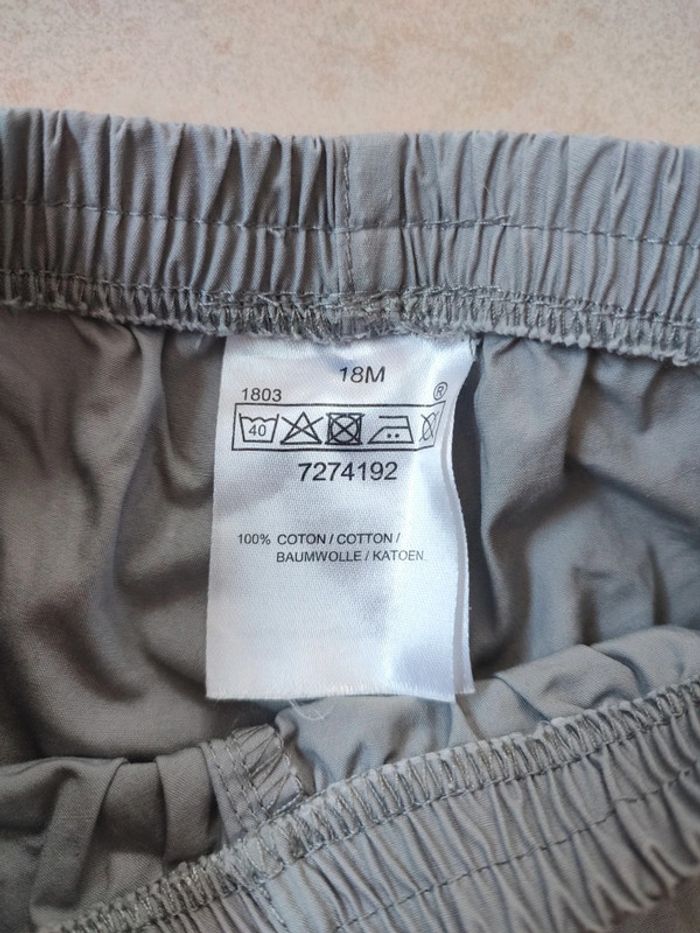 18M
1803 ®
40
7274192
100% COTON / COTTON /
BAUMWOLLE / KATOEN